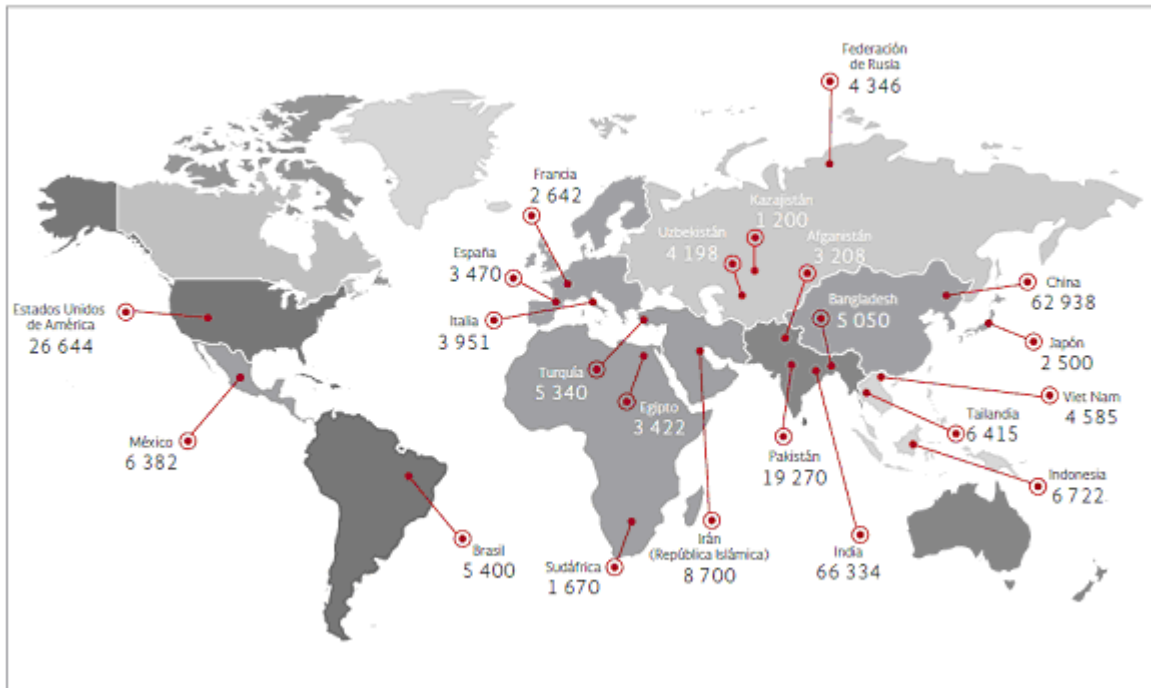 Federación
de Rusia
4 346
Francia
2 642
Kazajistán
1 200
Uzbekistán
4 198
Afganistán
3 208
España
3 470
China
62 938
Bangladesh
5 050
Estados Unidos
de América
26 644
Italia
3 951
Japón
2 500
Turquía
5 340
Egipto
3 422
Viet Nam
4 585
Tailandia
6 415
México
6 382
Pakistán
19 270
Indonesia
6 722
Brasil
5 400
Sudáfrica
1 670
Irán
(República Islámica)
8 700
India
66 334